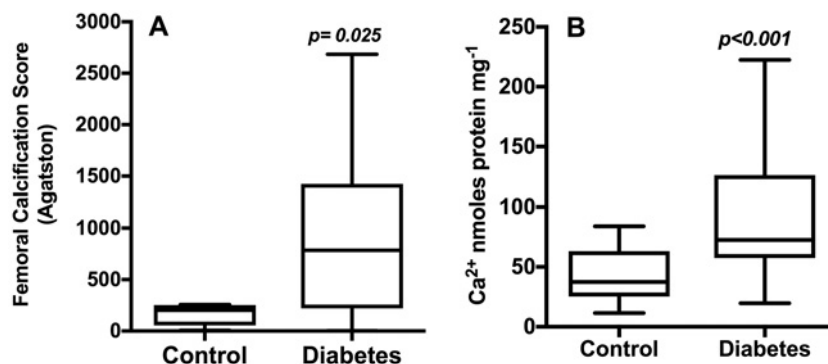 A
p= 0.025
Femoral Calcification Score
(Agatston)
3000
2500
2000
1500
1000
500
0
Control
Diabetes
B
p<0.001
Ca²⁺ nmoles protein mg⁻¹
250
200
150
100
50
0
Control
Diabetes